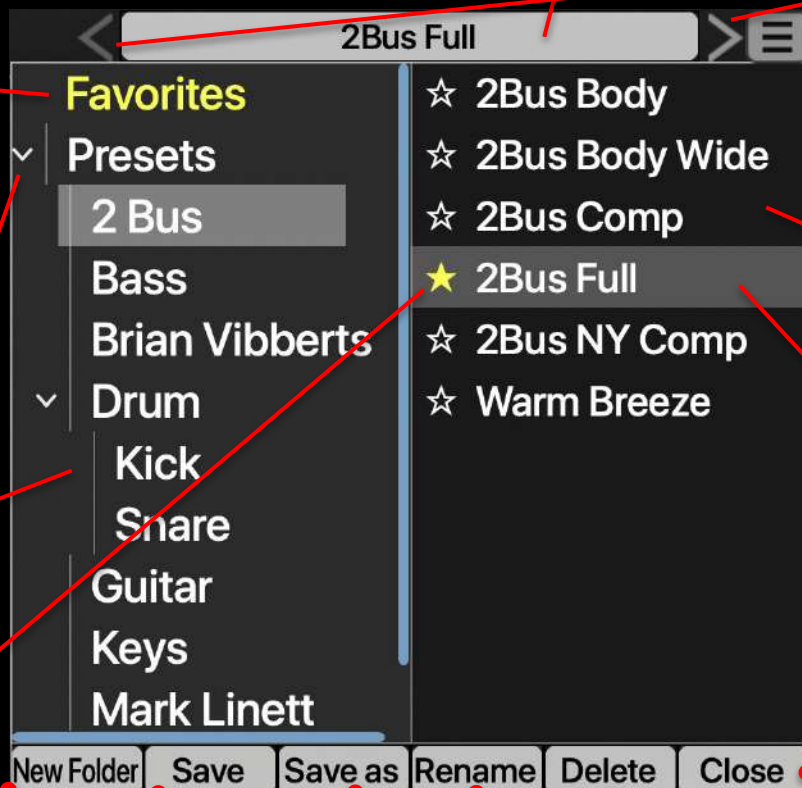 2Bus Full
Favorites
Presets
2 Bus
Bass
Brian Vibberts
Drum
Kick
Snare
Guitar
Keys
Mark Linett
2Bus Body
2Bus Body Wide
2Bus Comp
2Bus Full
2Bus NY Comp
Warm Breeze
New Folder Save Save as Rename Delete Close